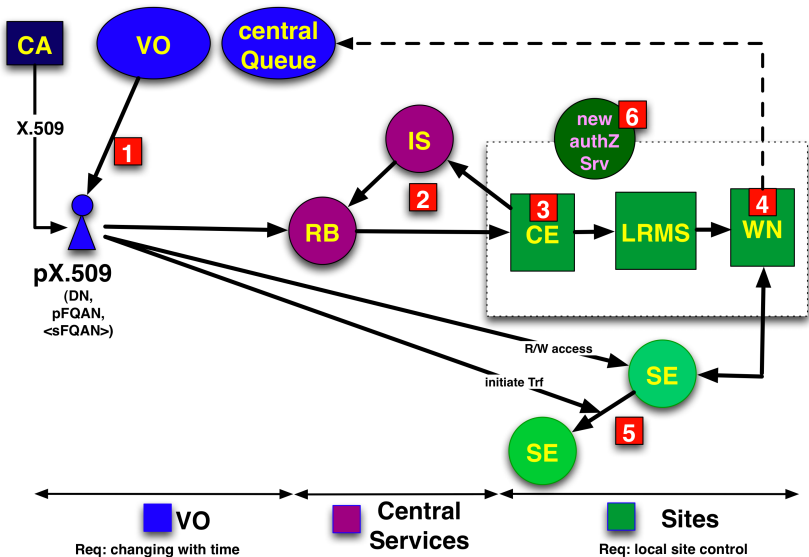 CA
VO
central
Queue
X.509
1
IS
2
new
authZ
Srv
6
3
CE
LRMS
4
WN
RB
pX.509
(DN,
pFQAN,
<sFQAN>)
R/W access
initiate Trf
SE
5
SE
VO
Req: changing with time
Central
Services
Sites
Req: local site control